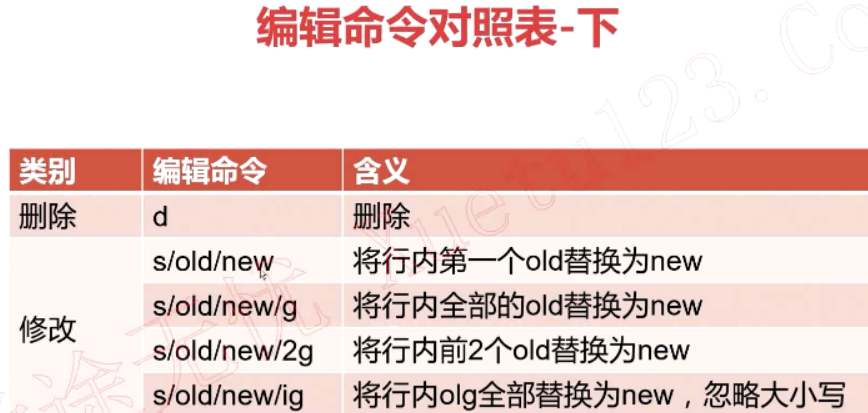 编辑命令对照表-下
类别 编辑命令 含义
删除 d 删除
修改
s/old/new 将行内第一个old替换为new
s/old/new/g 将行内全部的old替换为new
s/old/new/2g 将行内前2个old替换为new
s/old/new/ig 将行内olg全部替换为new，忽略大小写